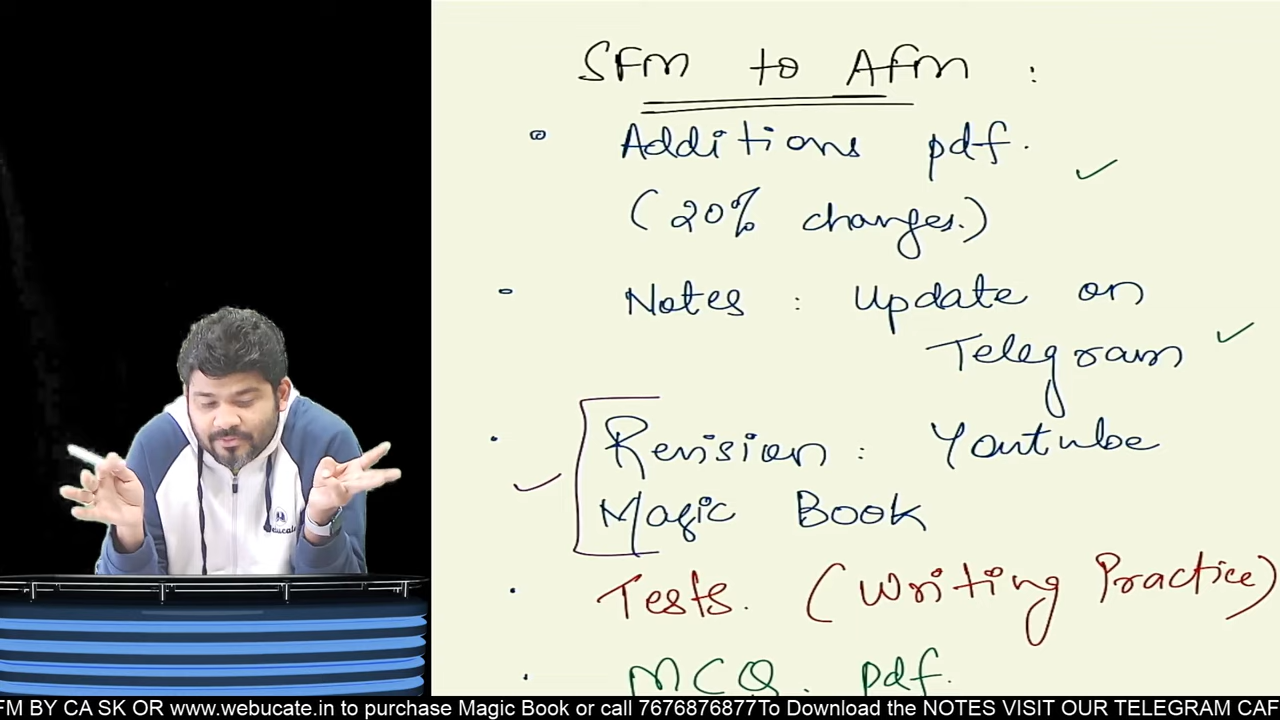 SFM to AFM :
Additions pdf.
(20% changes.)
Notes : Update on
Telegram
Revision : Youtube
Magic Book
Tests. (Writing Practice)
MCQ. pdf.
educate
FM BY CA SK OR www.webucate.in to purchase Magic Book or call 7676876877To Download the NOTES VISIT OUR TELEGRAM CAF